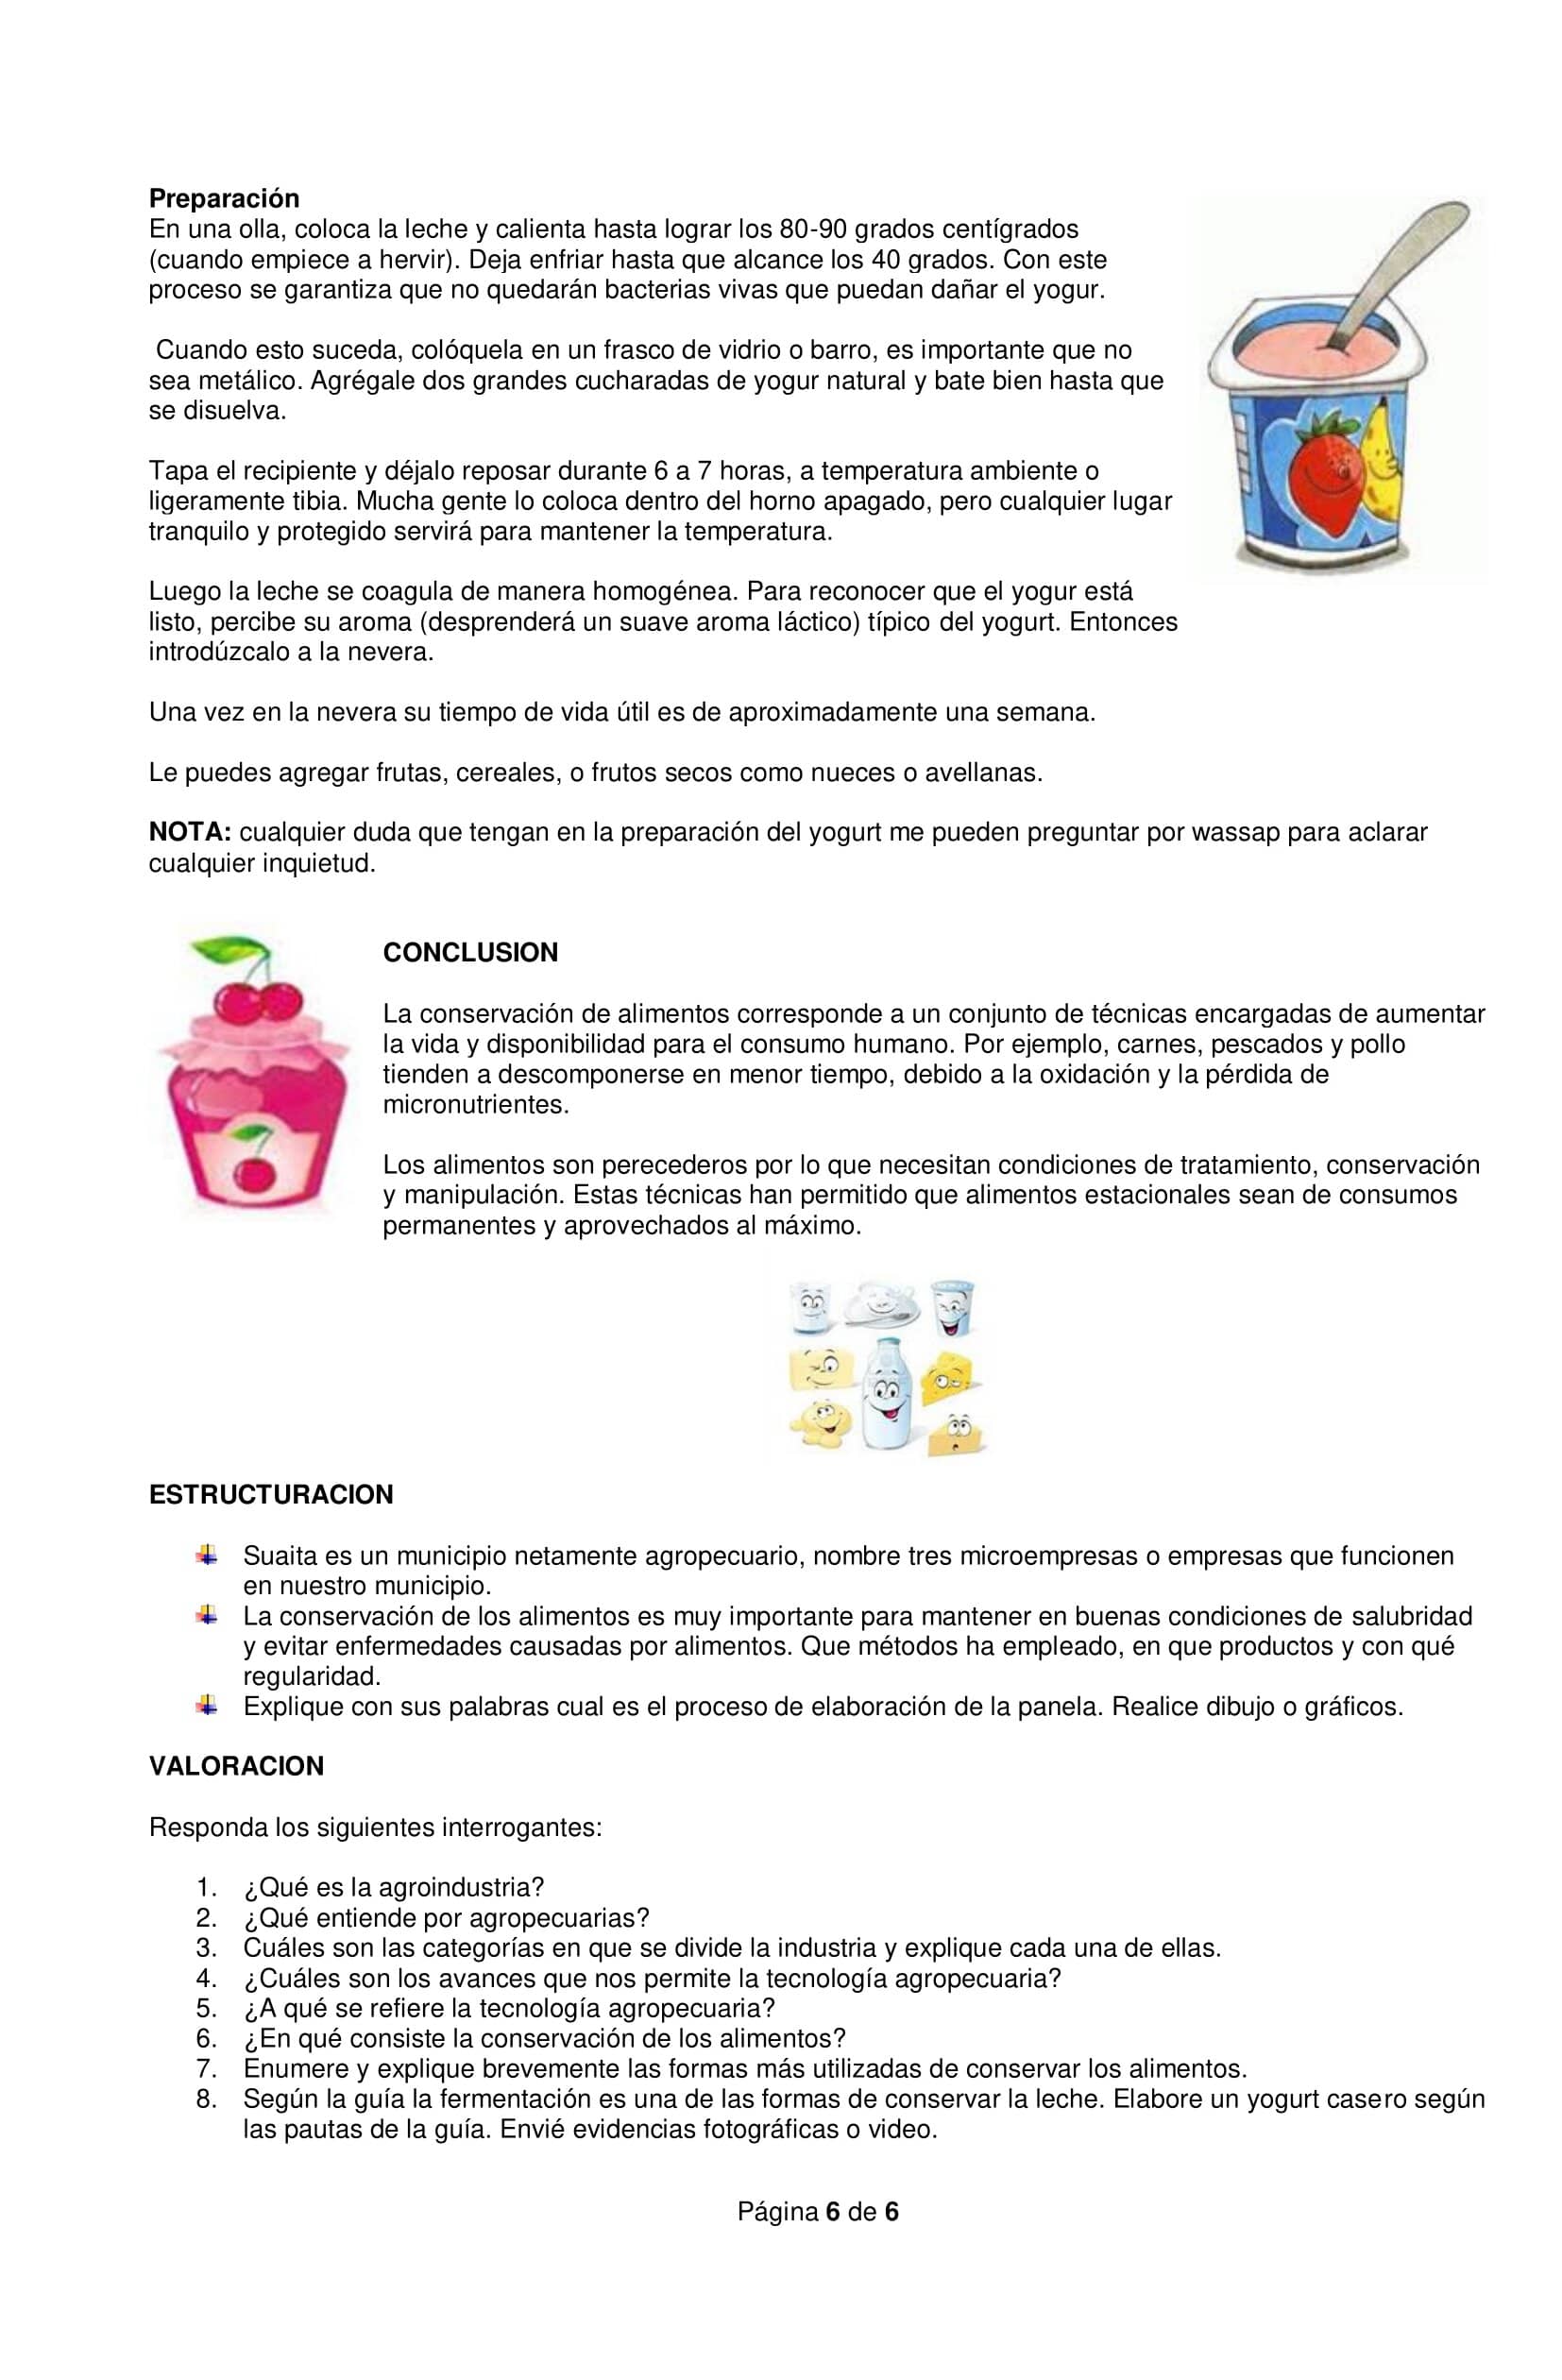 Preparación
En una olla, coloca la leche y calienta hasta lograr los 80-90 grados centígrados
(cuando empiece a hervir). Deja enfriar hasta que alcance los 40 grados. Con este
proceso se garantiza que no quedarán bacterias vivas que puedan dañar el yogur.
Cuando esto suceda, colóquela en un frasco de vidrio o barro, es importante que no
sea metálico. Agrégale dos grandes cucharadas de yogur natural y bate bien hasta que
se disuelva.
Tapa el recipiente y déjalo reposar durante 6 a 7 horas, a temperatura ambiente o
ligeramente tibia. Mucha gente lo coloca dentro del horno apagado, pero cualquier lugar
tranquilo y protegido servirá para mantener la temperatura.
Luego la leche se coagula de manera homogénea. Para reconocer que el yogur está
listo, percibe su aroma (desprenderá un suave aroma láctico) típico del yogurt. Entonces
introdúzcalo a la nevera.
Una vez en la nevera su tiempo de vida útil es de aproximadamente una semana.
Le puedes agregar frutas, cereales, o frutos secos como nueces o avellanas.
NOTA: cualquier duda que tengan en la preparación del yogurt me pueden preguntar por wassap para aclarar
cualquier inquietud.
CONCLUSION
La conservación de alimentos corresponde a un conjunto de técnicas encargadas de aumentar
la vida y disponibilidad para el consumo humano. Por ejemplo, carnes, pescados y pollo
tienden a descomponerse en menor tiempo, debido a la oxidación y la pérdida de
micronutrientes.
Los alimentos son perecederos por lo que necesitan condiciones de tratamiento, conservación
y manipulación. Estas técnicas han permitido que alimentos estacionales sean de consumos
permanentes y aprovechados al máximo.
ESTRUCTURACION
Suaita es un municipio netamente agropecuario, nombre tres microempresas o empresas que funcionen
en nuestro municipio.
La conservación de los alimentos es muy importante para mantener en buenas condiciones de salubridad
y evitar enfermedades causadas por alimentos. Que métodos ha empleado, en que productos y con qué
regularidad.
Explique con sus palabras cual es el proceso de elaboración de la panela. Realice dibujo o gráficos.
VALORACION
Responda los siguientes interrogantes:
1. ¿Qué es la agroindustria?
2. ¿Qué entiende por agropecuarias?
3. Cuáles son las categorías en que se divide la industria y explique cada una de ellas.
4. ¿Cuáles son los avances que nos permite la tecnología agropecuaria?
5. ¿A qué se refiere la tecnología agropecuaria?
6. ¿En qué consiste la conservación de los alimentos?
7. Enumere y explique brevemente las formas más utilizadas de conservar los alimentos.
8. Según la guía la fermentación es una de las formas de conservar la leche. Elabore un yogurt casero según
las pautas de la guía. Envié evidencias fotográficas o video.
Página 6 de 6